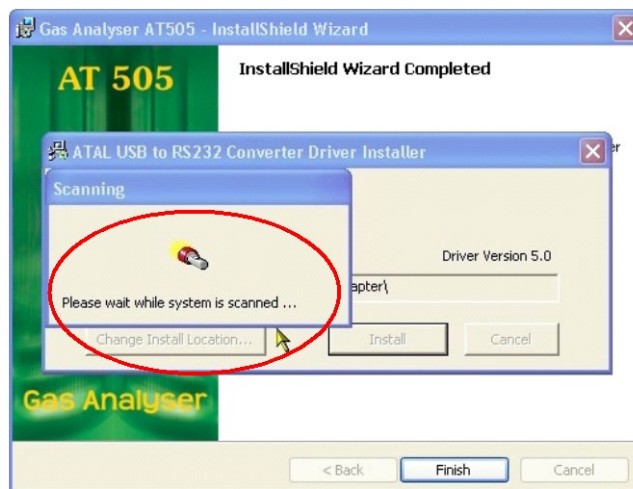 Gas Analyser AT505 - InstallShield Wizard
AT 505
InstallShield Wizard Completed
ATAL USB to RS232 Converter Driver Installer
Scanning
Driver Version 5.0
apter\
Please wait while system is scanned ...
Change Install Location...
Install
Cancel
Gas Analyser
< Back
Finish
Cancel